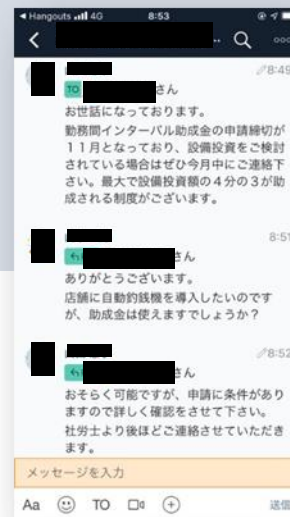 Hangouts 4G 8:53
8:49
TO さん
お世話になっております。
勤務間インターバル助成金の申請締切が
11月となっており、設備投資をご検討
されている場合はぜひ今月中にご連絡下
さい。最大で設備投資額の4分の3が助
成される制度がございます。
8:51
さん
ありがとうございます。
店舗に自動釣銭機を導入したいのです
が、助成金は使えますでしょうか？
8:52
さん
おそらく可能ですが、申請に条件があり
ますので詳しく確認をさせて下さい。
社労士より後ほどご連絡させていただき
ます。
メッセージを入力
Aa TO 送信